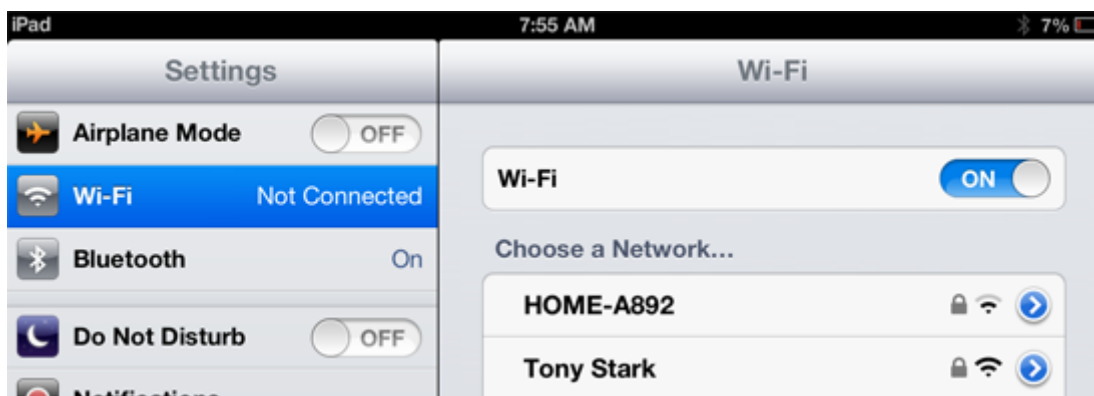 iPad 7:55 AM 7%
Settings
Wi-Fi
Airplane Mode OFF
Wi-Fi Not Connected
Bluetooth On
Do Not Disturb OFF
Notifications
Wi-Fi ON
Choose a Network...
HOME-A892
Tony Stark